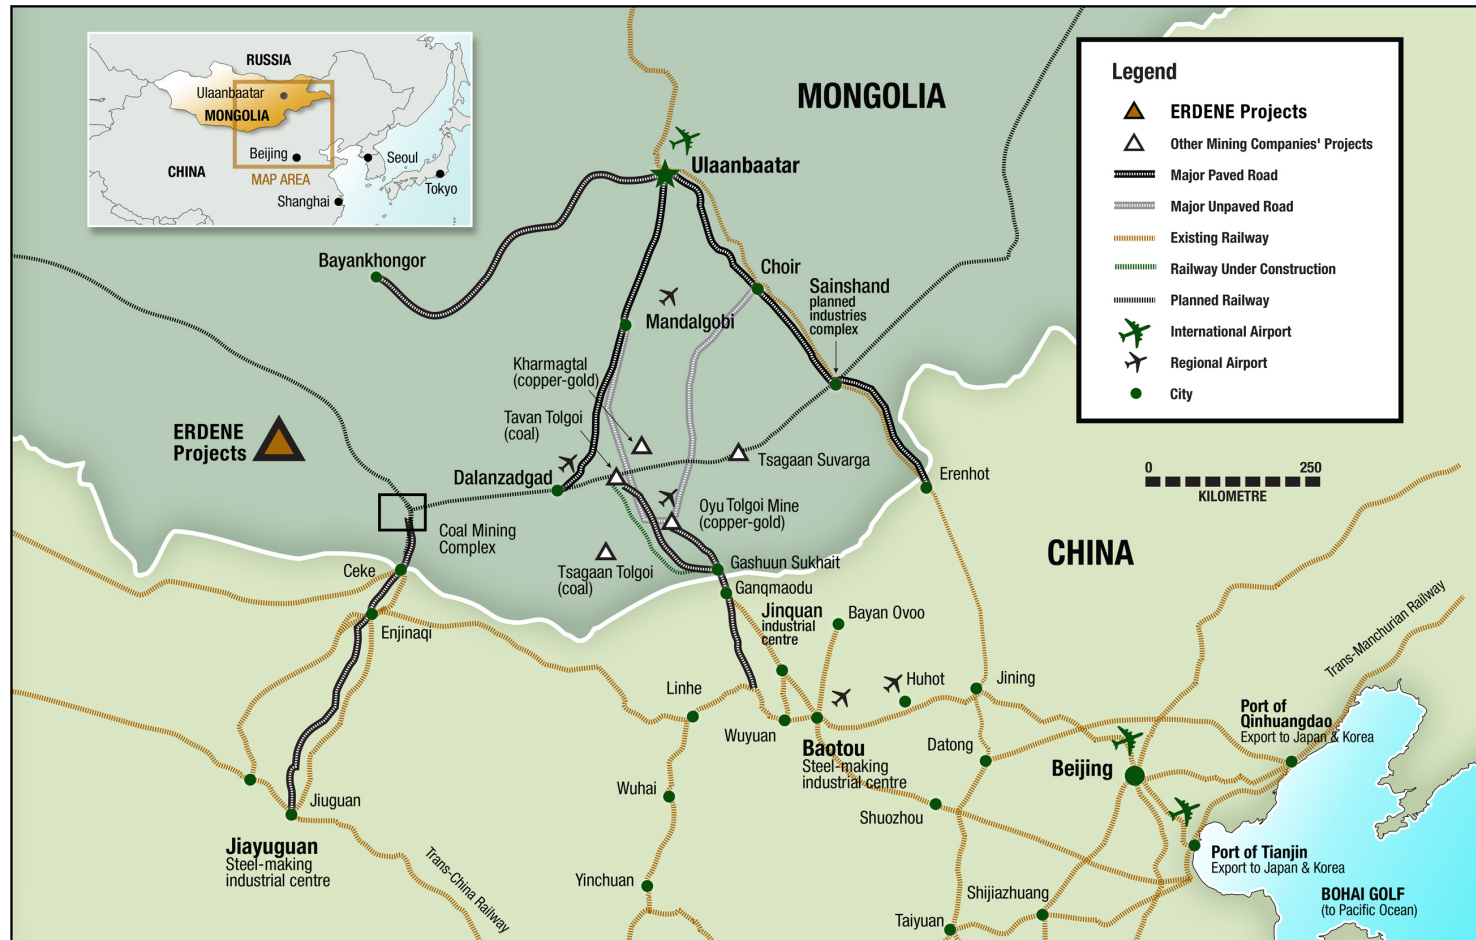 RUSSIA
Ulaanbaatar
MONGOLIA
Beijing
Seoul
CHINA
MAP AREA
Tokyo
Shanghai
MONGOLIA
Legend
ERDENE Projects
Other Mining Companies' Projects
Major Paved Road
Major Unpaved Road
Existing Railway
Railway Under Construction
Planned Railway
International Airport
Regional Airport
City
Ulaanbaatar
Bayankhongor
Choir
Sainshand
planned
industries
complex
Mandalgobi
Kharmagtal
(copper-gold)
Tavan Tolgoi
(coal)
ERDENE
Projects
Tsagaan Suvarga
Dalanzadgad
Erenhot
0
250
KILOMETRE
Oyu Tolgoi Mine
(copper-gold)
Coal Mining
Complex
CHINA
Ceke
Tsagaan Tolgoi
(coal)
Gashuun Sukhait
Ganqmaodu
Jinquan
industrial
centre
Bayan Ovoo
Enjinaqi
Trans-Manchurian Railway
Linhe
Huhot
Jining
Port of
Qinhuangdao
Export to Japan & Korea
Wuyuan
Baotou
Steel-making
industrial centre
Datong
Beijing
Wuhai
Jiuguan
Shuozhou
Jiayuguan
Steel-making
industrial centre
Trans-China Railway
Port of Tianjin
Export to Japan & Korea
Yinchuan
Shijiazhuang
BOHAI GOLF
(to Pacific Ocean)
Taiyuan